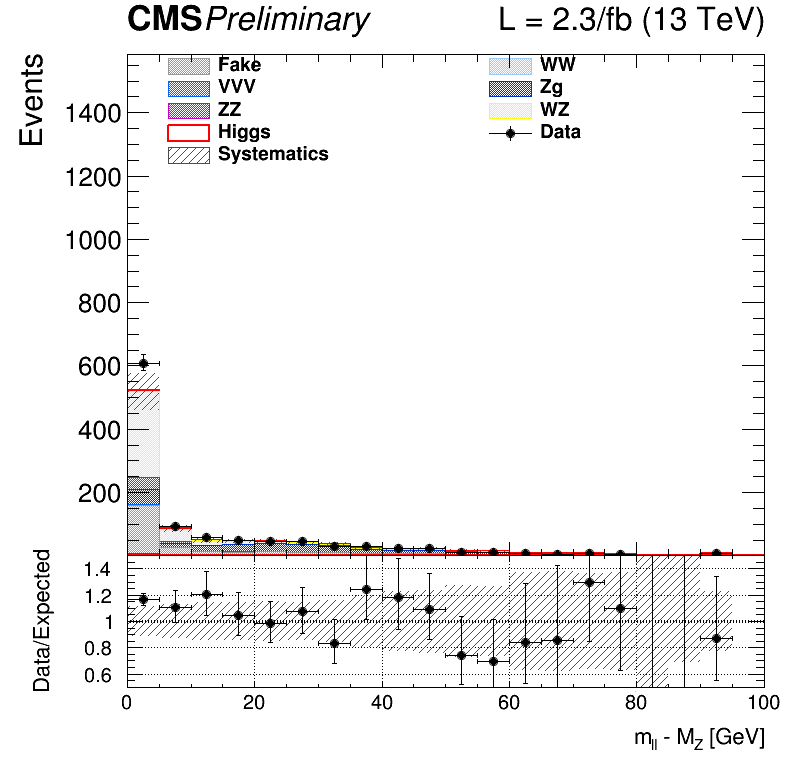 CMS Preliminary L = 2.3/fb (13 TeV)
Events
Fake WW
VVV Zg
ZZ WZ
Higgs Data
Systematics
1400
1200
1000
800
600
400
200
Data/Expected
1.4
1.2
1
0.8
0.6
0 20 40 60 80 100
m_ll - M_Z [GeV]